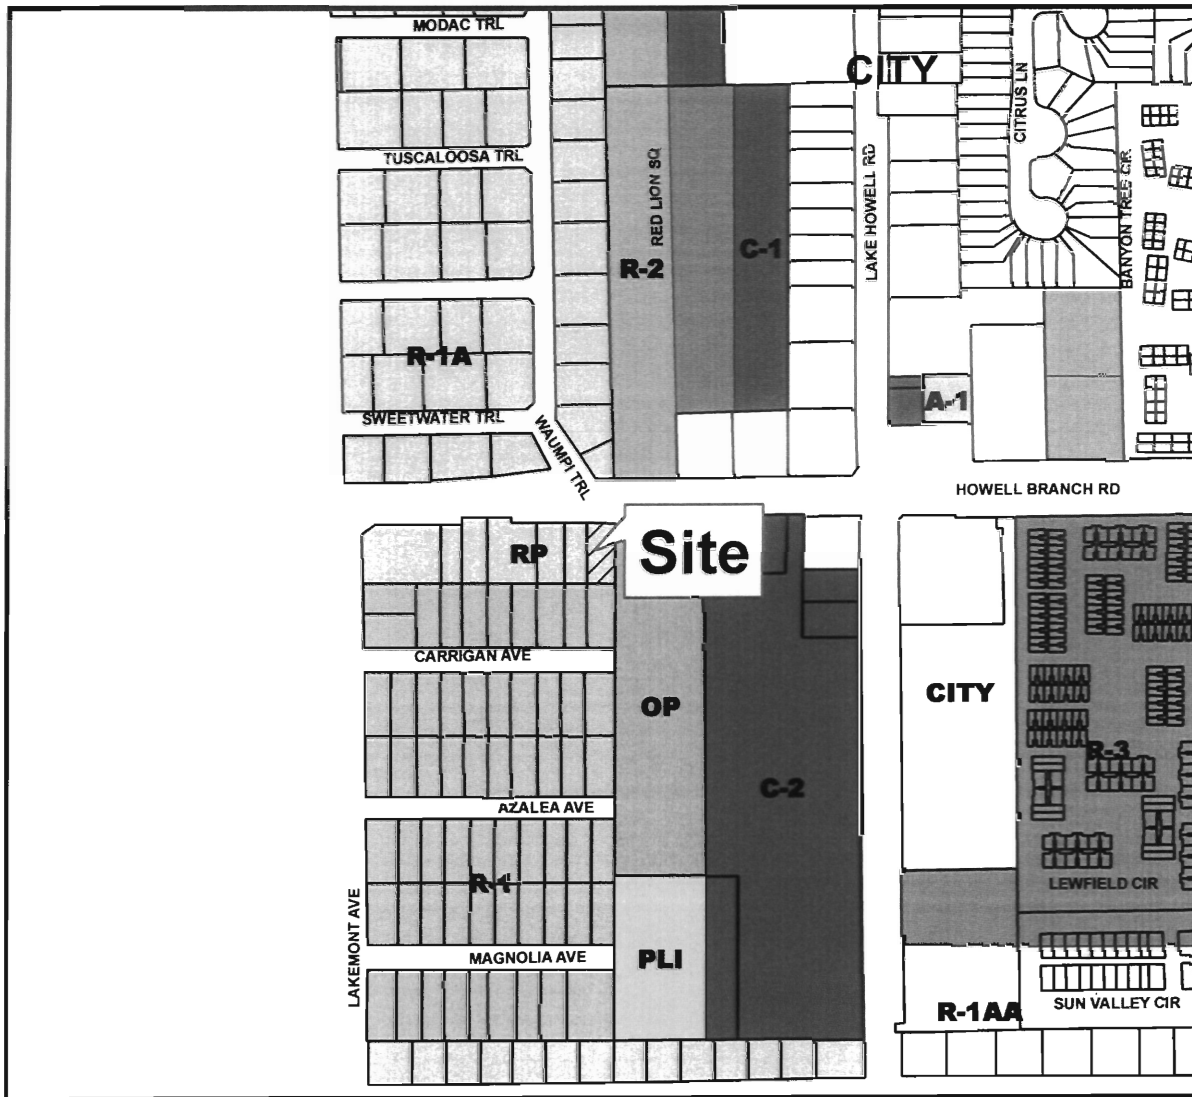 MODAC TRL
CITY
CITRUS LN
TUSCALOOSA TRL
RED LION SQ
LAKE HOWELL RD
BANYON TREE CIR
C-1
R-2
R-1A
A-1
SWEETWATER TRL
WAUMPI TRL
HOWELL BRANCH RD
RP
Site
CARRIGAN AVE
OP
CITY
R-3
C-2
AZALEA AVE
R-1
LEWFIELD CIR
LAKEMONT AVE
MAGNOLIA AVE
PLI
R-1AA
SUN VALLEY CIR